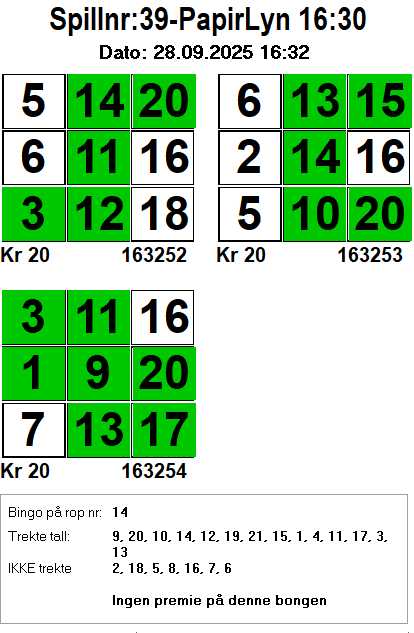 Spillnr:39-PapirLyn 16:30
Dato: 28.09.2025 16:32
5 14 20
6 11 16
3 12 18
Kr 20 163252
6 13 15
2 14 16
5 10 20
Kr 20 163253
3 11 16
1 9 20
7 13 17
Kr 20 163254
Bingo på rop nr: 14
Trekte tall: 9, 20, 10, 14, 12, 19, 21, 15, 1, 4, 11, 17, 3,
13
IKKE trekte 2, 18, 5, 8, 16, 7, 6
Ingen premie på denne bongen